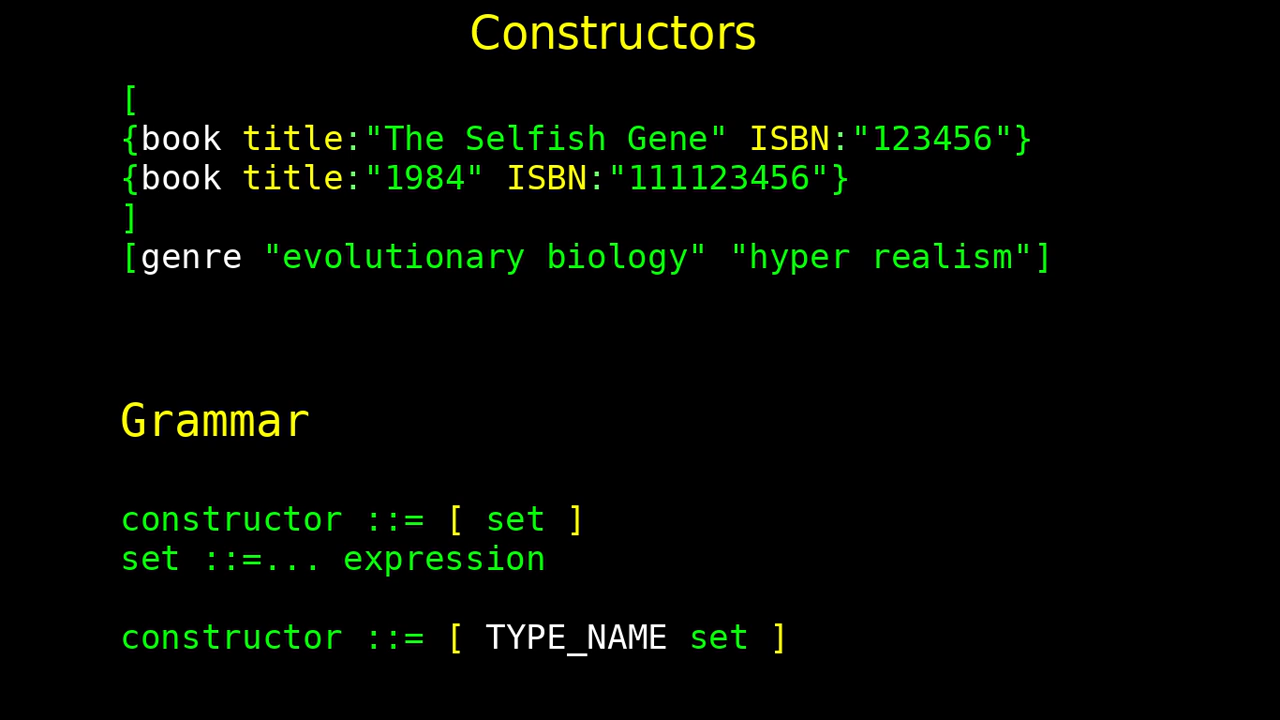 Constructors
[
{book title:"The Selfish Gene" ISBN:"123456"}
{book title:"1984" ISBN:"111123456"}
]
[genre "evolutionary biology" "hyper realism"]
Grammar
constructor ::= [ set ]
set ::=... expression
constructor ::= [ TYPE_NAME set ]